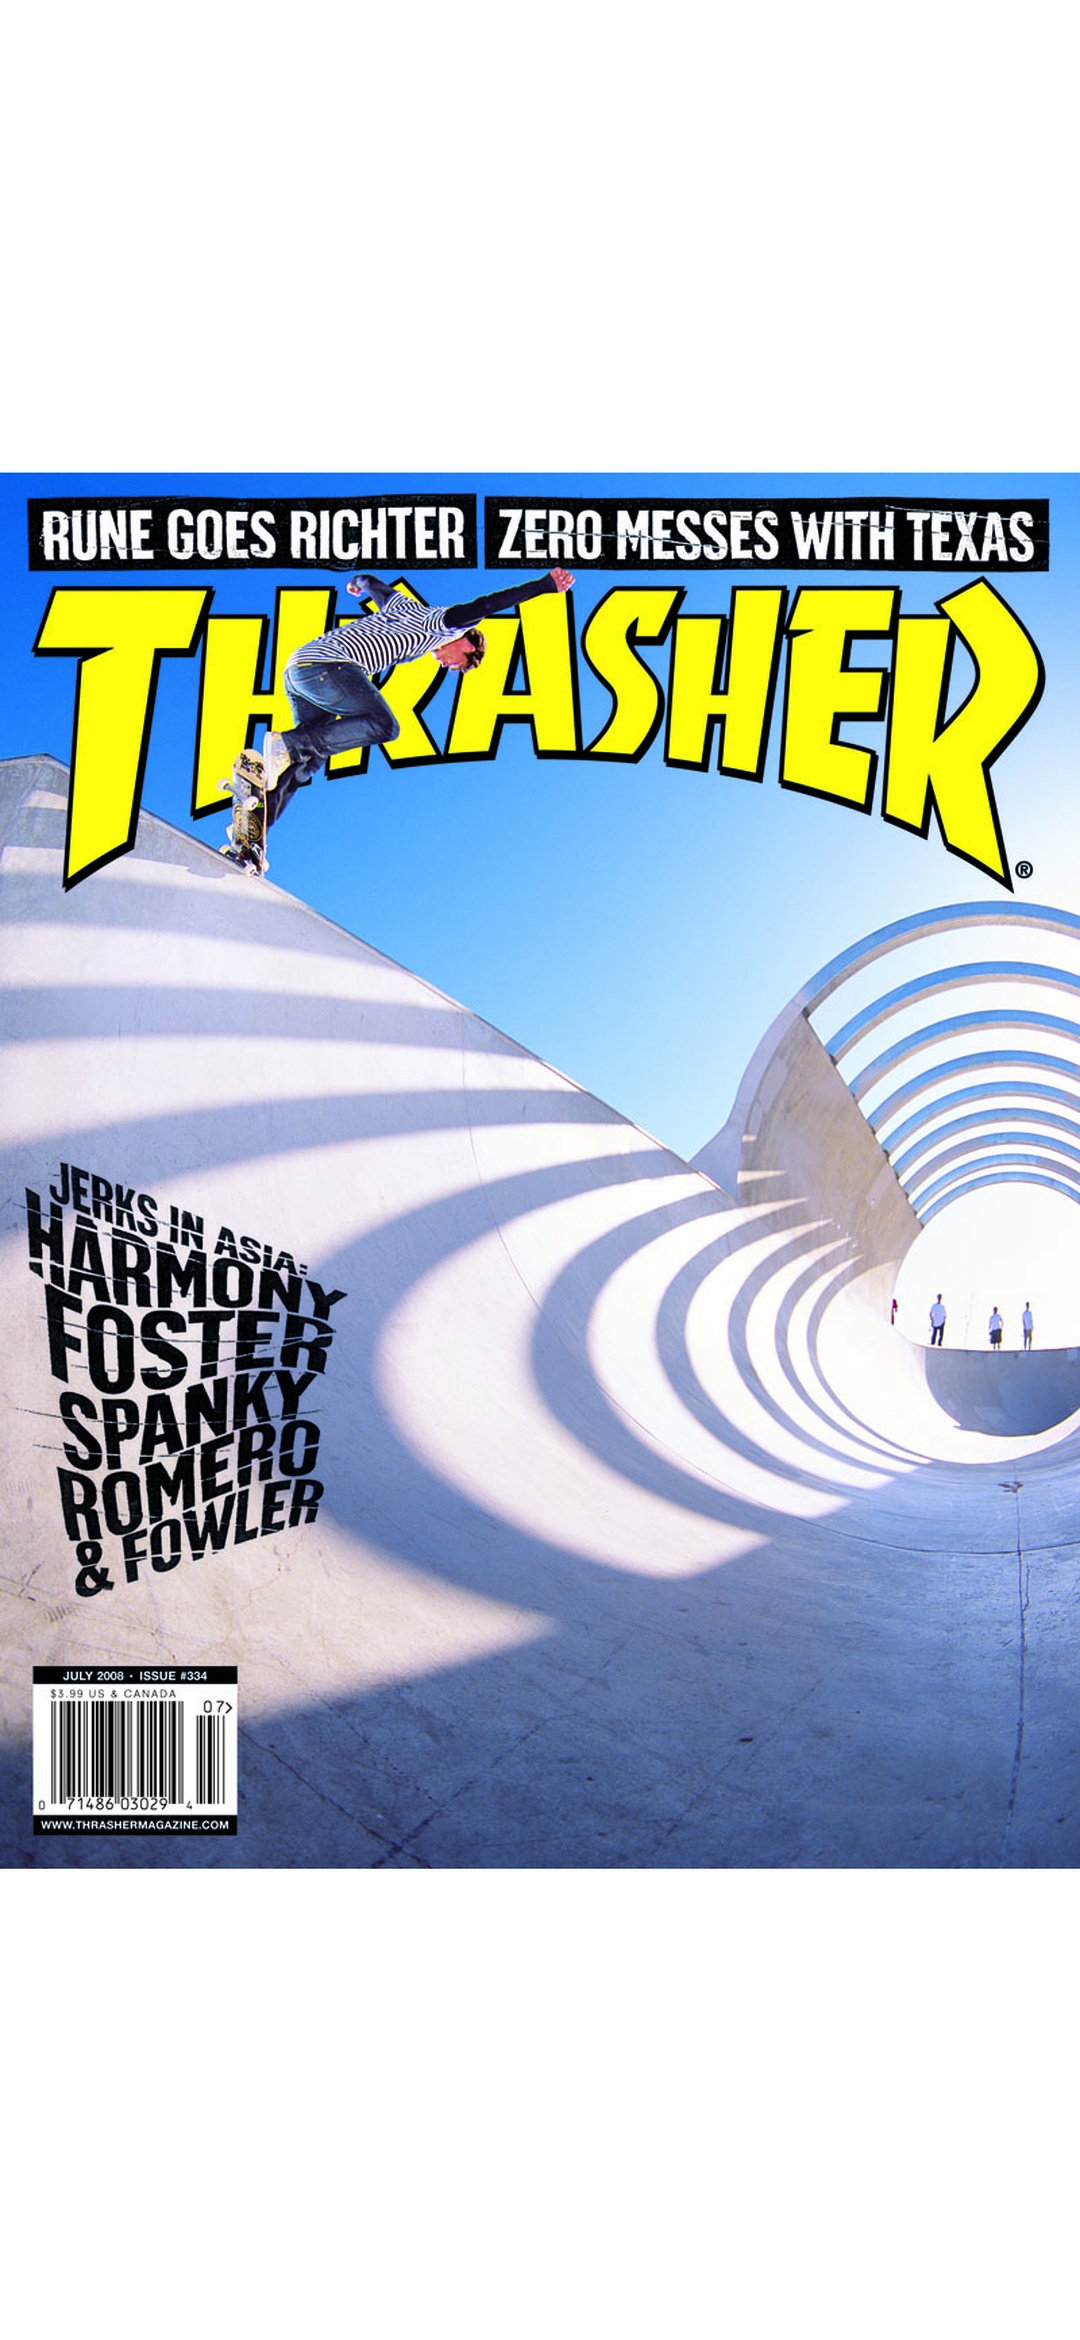 RUNE GOES RICHTER
ZERO MESSES WITH TEXAS
THRASHER®
JERKS IN ASIA:
HARMONY
FOSTER
SPANKY
ROMERO
& FOWLER
JULY 2008 · ISSUE #334
$3.99 US & CANADA
07>
0 71486 03029 4
WWW.THRASHERMAGAZINE.COM